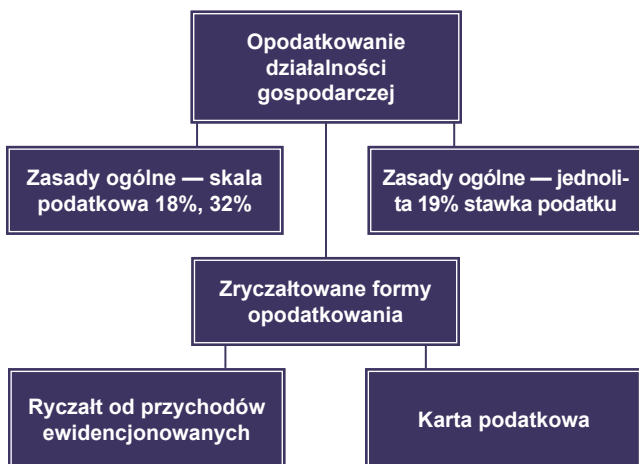 Opodatkowanie
działalności
gospodarczej
Zasady ogólne — skala
podatkowa 18%, 32%
Zasady ogólne — jednoli-
ta 19% stawka podatku
Zryczałtowane formy
opodatkowania
Ryczałt od przychodów
ewidencjonowanych
Karta podatkowa